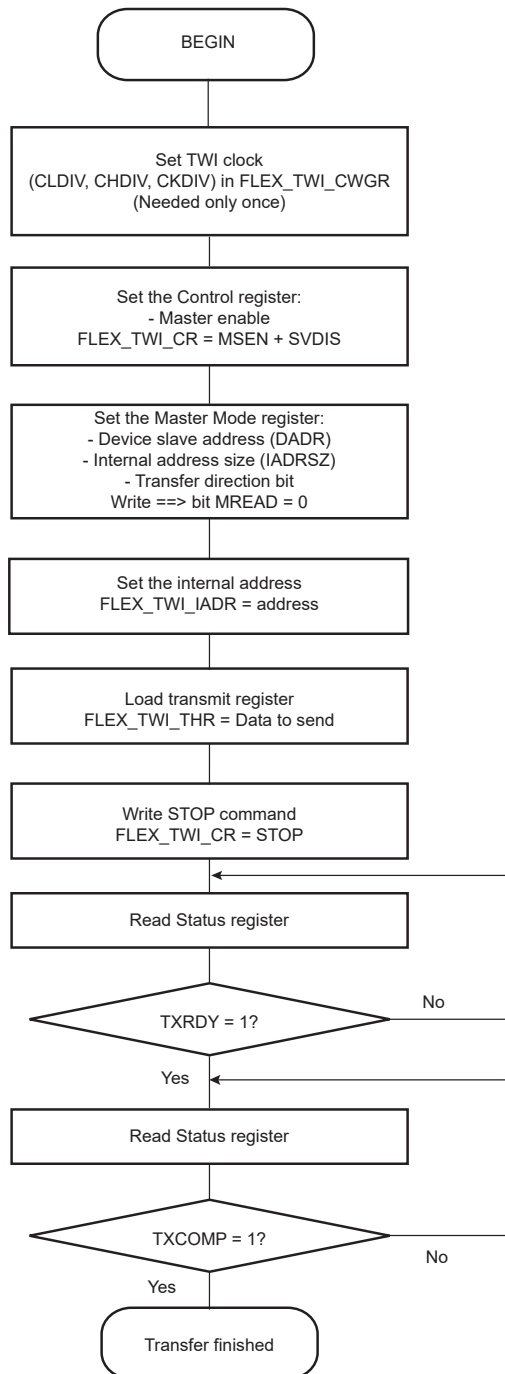 BEGIN
Set TWI clock
(CLDIV, CHDIV, CKDIV) in FLEX_TWI_CWGR
(Needed only once)
Set the Control register:
- Master enable
FLEX_TWI_CR = MSEN + SVDIS
Set the Master Mode register:
- Device slave address (DADR)
- Internal address size (IADRSZ)
- Transfer direction bit
Write ==> bit MREAD = 0
Set the internal address
FLEX_TWI_IADR = address
Load transmit register
FLEX_TWI_THR = Data to send
Write STOP command
FLEX_TWI_CR = STOP
Read Status register
TXRDY = 1?
No
Yes
Read Status register
TXCOMP = 1?
No
Yes
Transfer finished